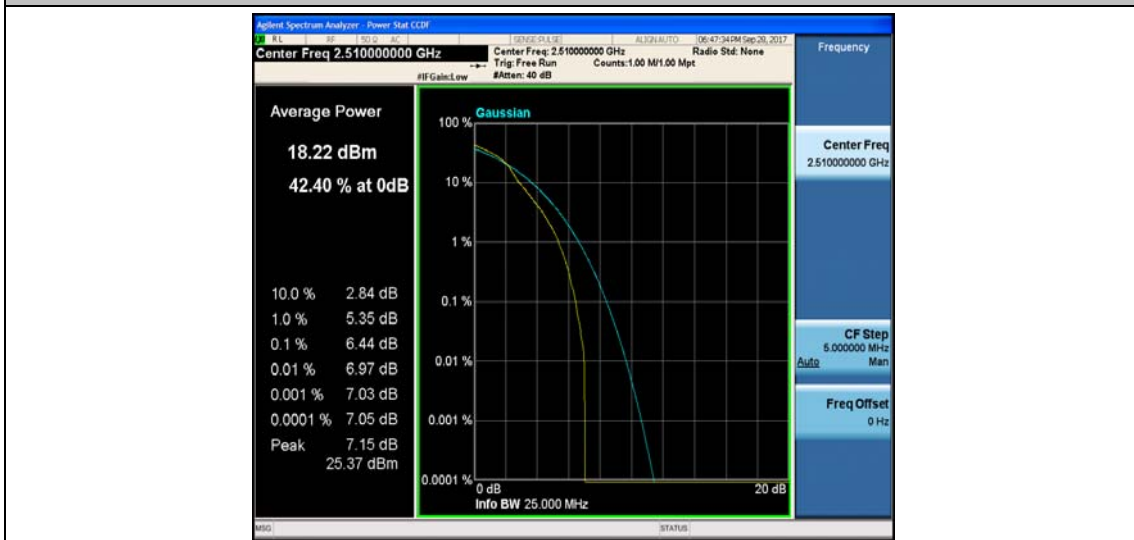 Agilent Spectrum Analyzer - Power Stat CCDF
RL RF 50 Ω AC SENSE:PULSE ALIGN AUTO 06:47:34 PM Sep 20, 2017
Center Freq 2.510000000 GHz
Center Freq: 2.510000000 GHz Radio Std: None
Trig: Free Run Counts:1.00 M/1.00 Mpt
#IFGain:Low #Atten: 40 dB
Frequency
Average Power
18.22 dBm
42.40 % at 0dB
10.0 % 2.84 dB
1.0 % 5.35 dB
0.1 % 6.44 dB
0.01 % 6.97 dB
0.001 % 7.03 dB
0.0001 % 7.05 dB
Peak 7.15 dB
25.37 dBm
Gaussian
100 %
10 %
1 %
0.1 %
0.01 %
0.001 %
0.0001 %
0 dB 20 dB
Info BW 25.000 MHz
Center Freq
2.510000000 GHz
CF Step
5.000000 MHz
Auto Man
Freq Offset
0 Hz
MSG STATUS